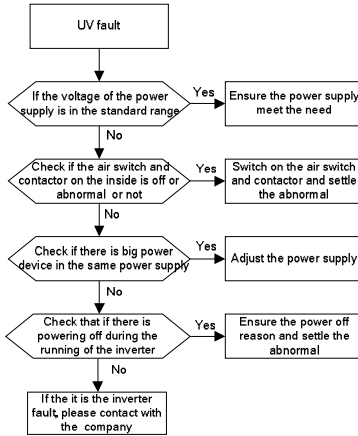 UV fault
If the voltage of the power
supply is in the standard range
Yes
Ensure the power supply
meet the need
No
Check if the air switch and
contactor on the inside is off or
abnormal or not
Yes
Switch on the air switch
and contactor and settle
the abnormal
No
Check if there is big power
device in the same power supply
Yes
Adjust the power supply
No
Check that if there is
powering off during the
running of the inverter
Yes
Ensure the power off
reason and settle the
abnormal
No
If the it is the inverter
fault, please contact with
the company